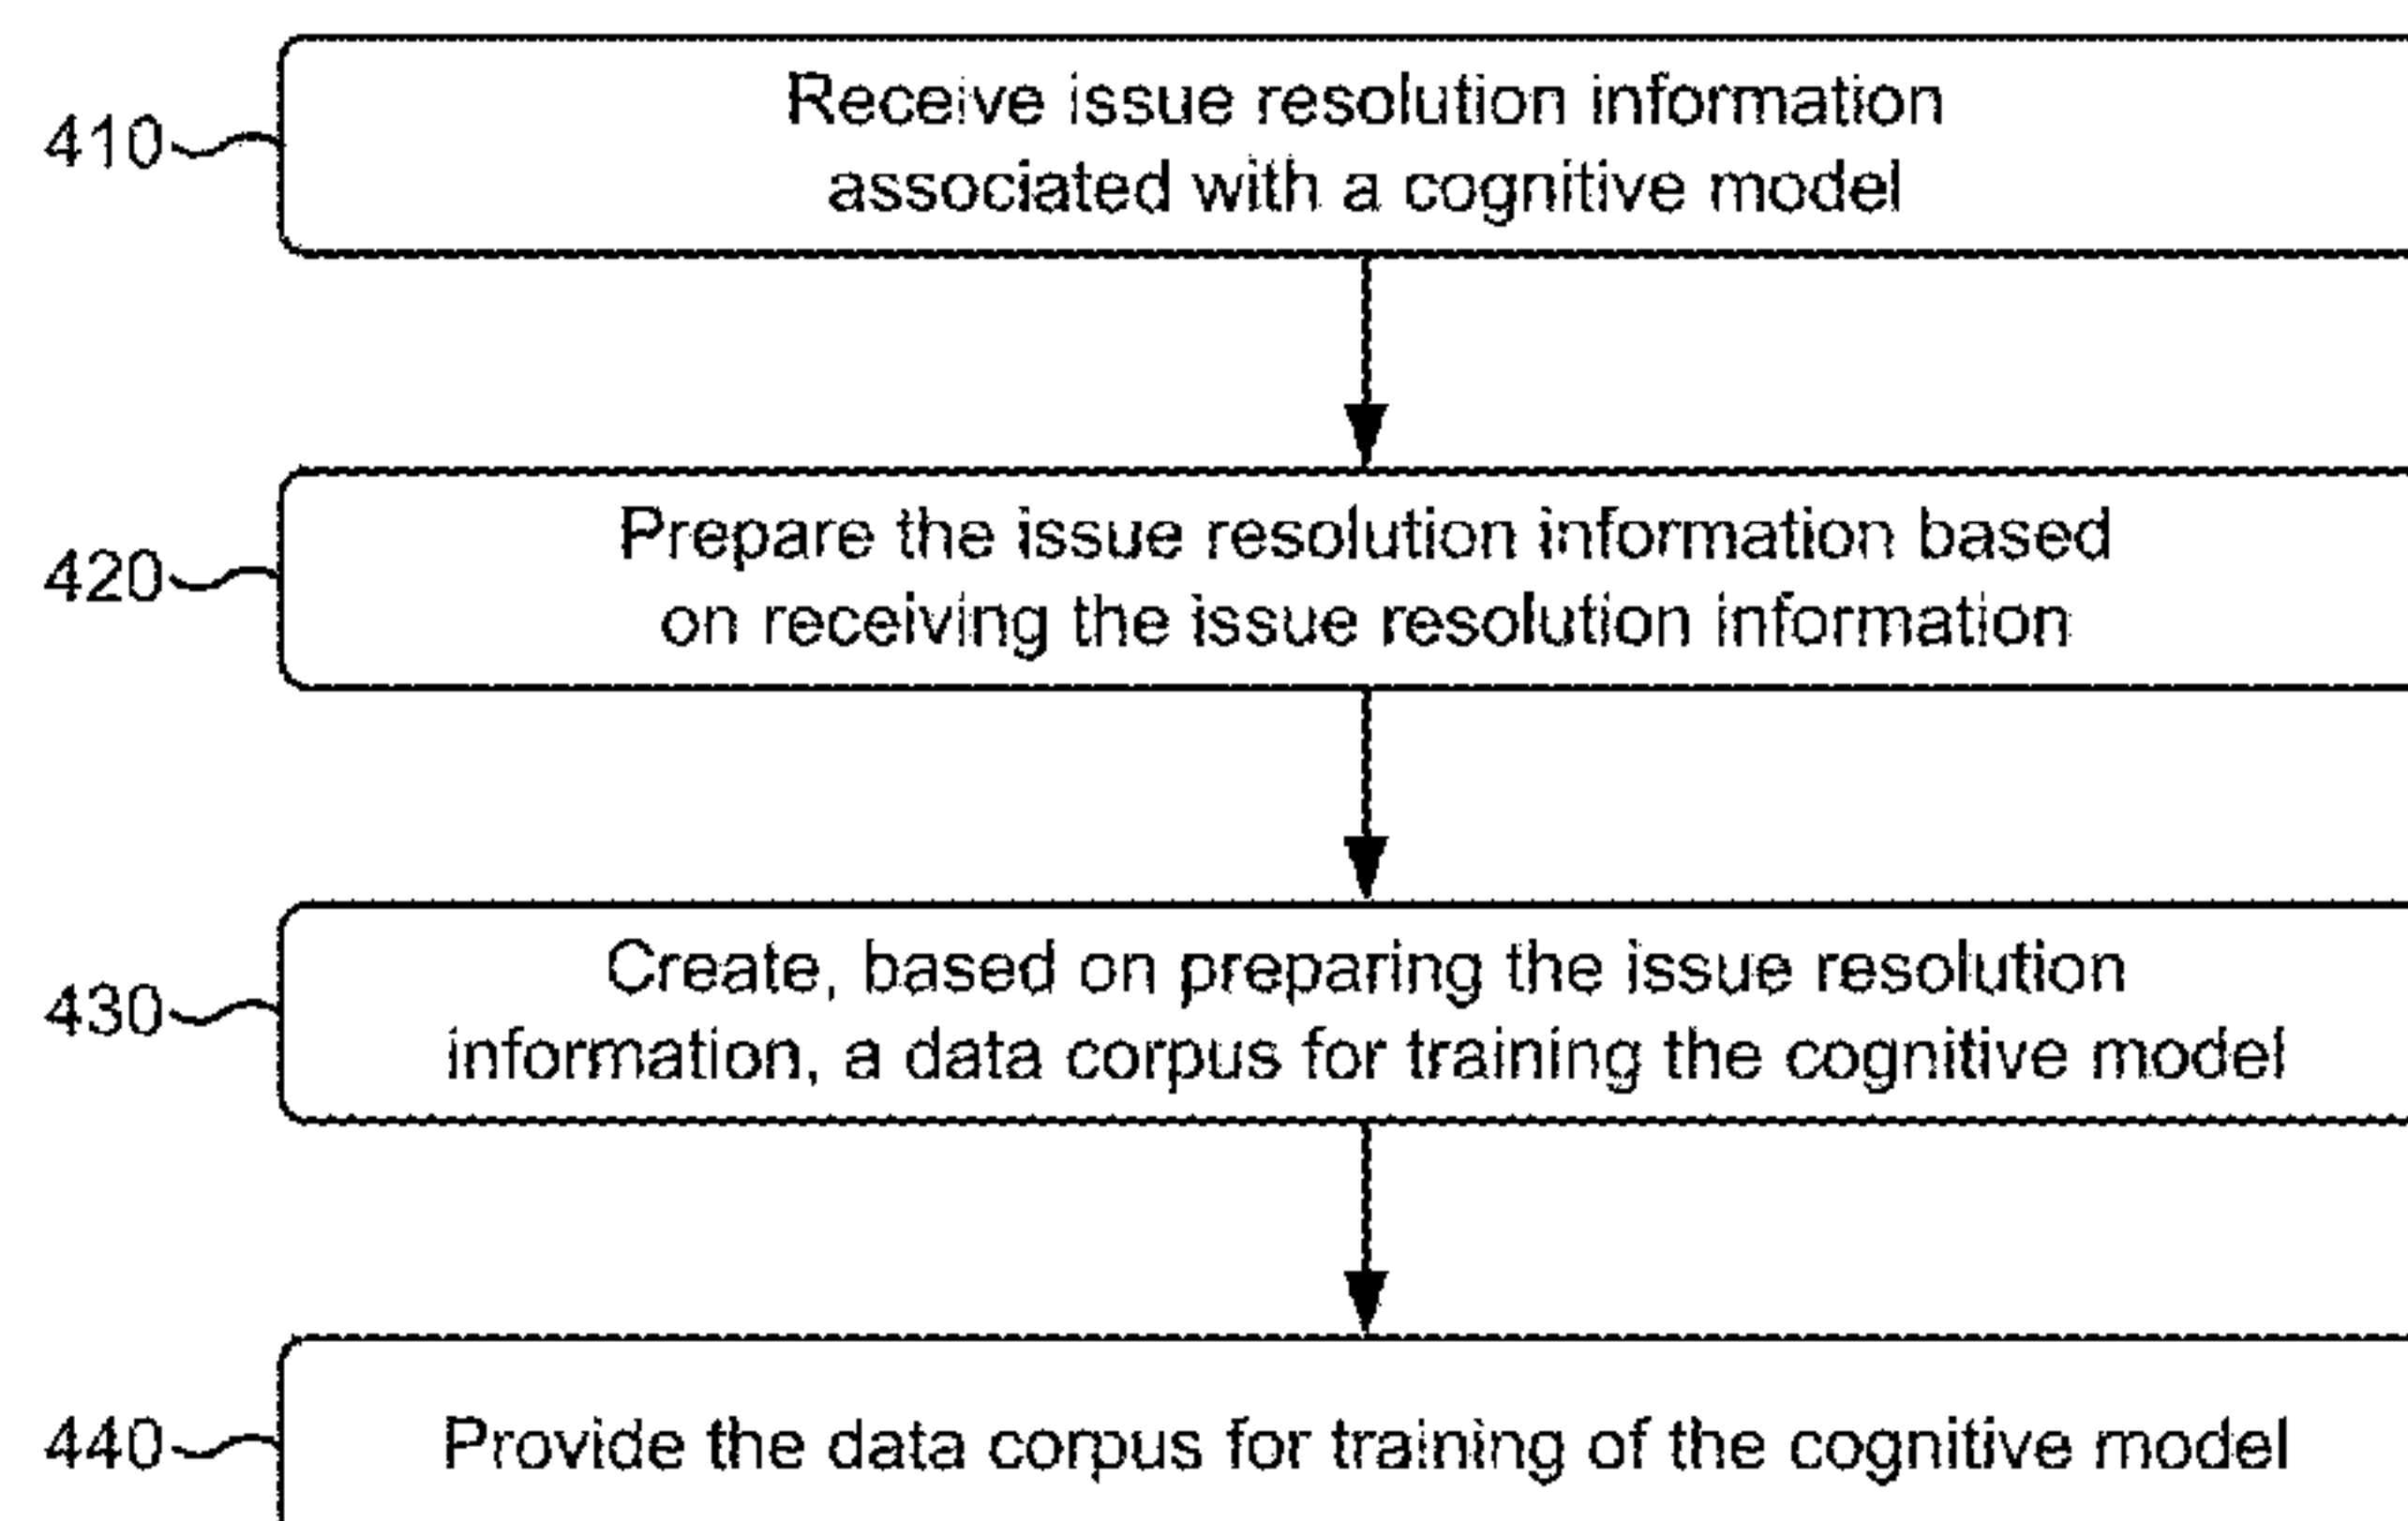 410
Receive issue resolution information
associated with a cognitive model
420
Prepare the issue resolution information based
on receiving the issue resolution information
430
Create, based on preparing the issue resolution
information, a data corpus for training the cognitive model
440
Provide the data corpus for training of the cognitive model